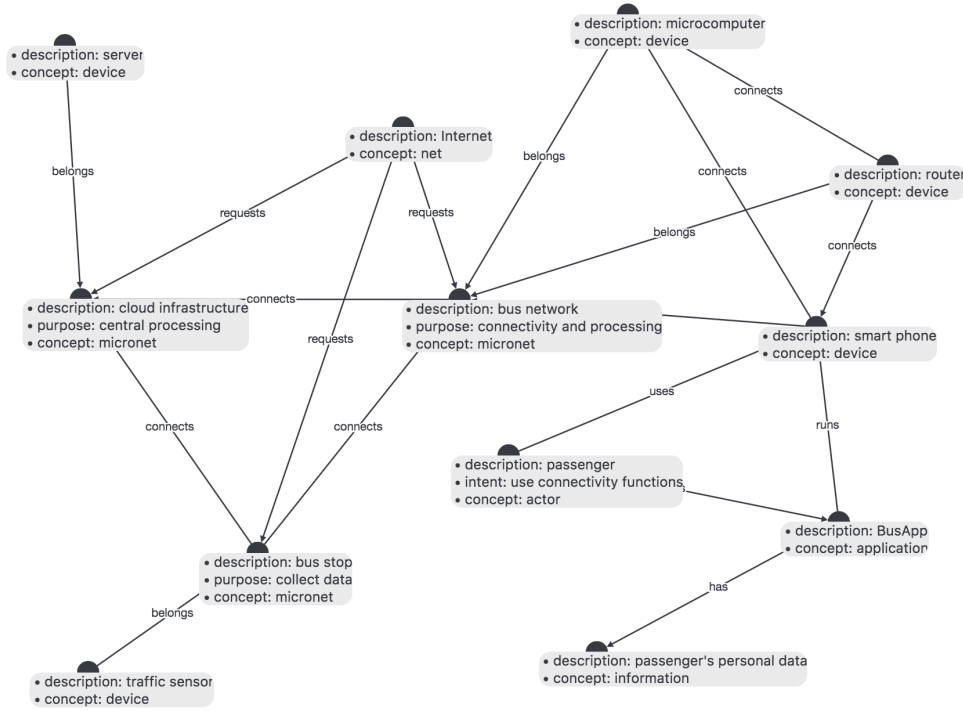 • description: microcomputer
• concept: device
• description: server
• concept: device
connects
• description: Internet
• concept: net
belongs
belongs
connects
• description: router
• concept: device
requests
requests
belongs
connects
connects
• description: cloud infrastructure
• purpose: central processing
• concept: micronet
• description: bus network
• purpose: connectivity and processing
• concept: micronet
requests
• description: smart phone
• concept: device
uses
connects
connects
runs
• description: passenger
• intent: use connectivity functions
• concept: actor
• description: BusApp
• concept: application
• description: bus stop
• purpose: collect data
• concept: micronet
has
belongs
• description: passenger's personal data
• concept: information
• description: traffic sensor
• concept: device